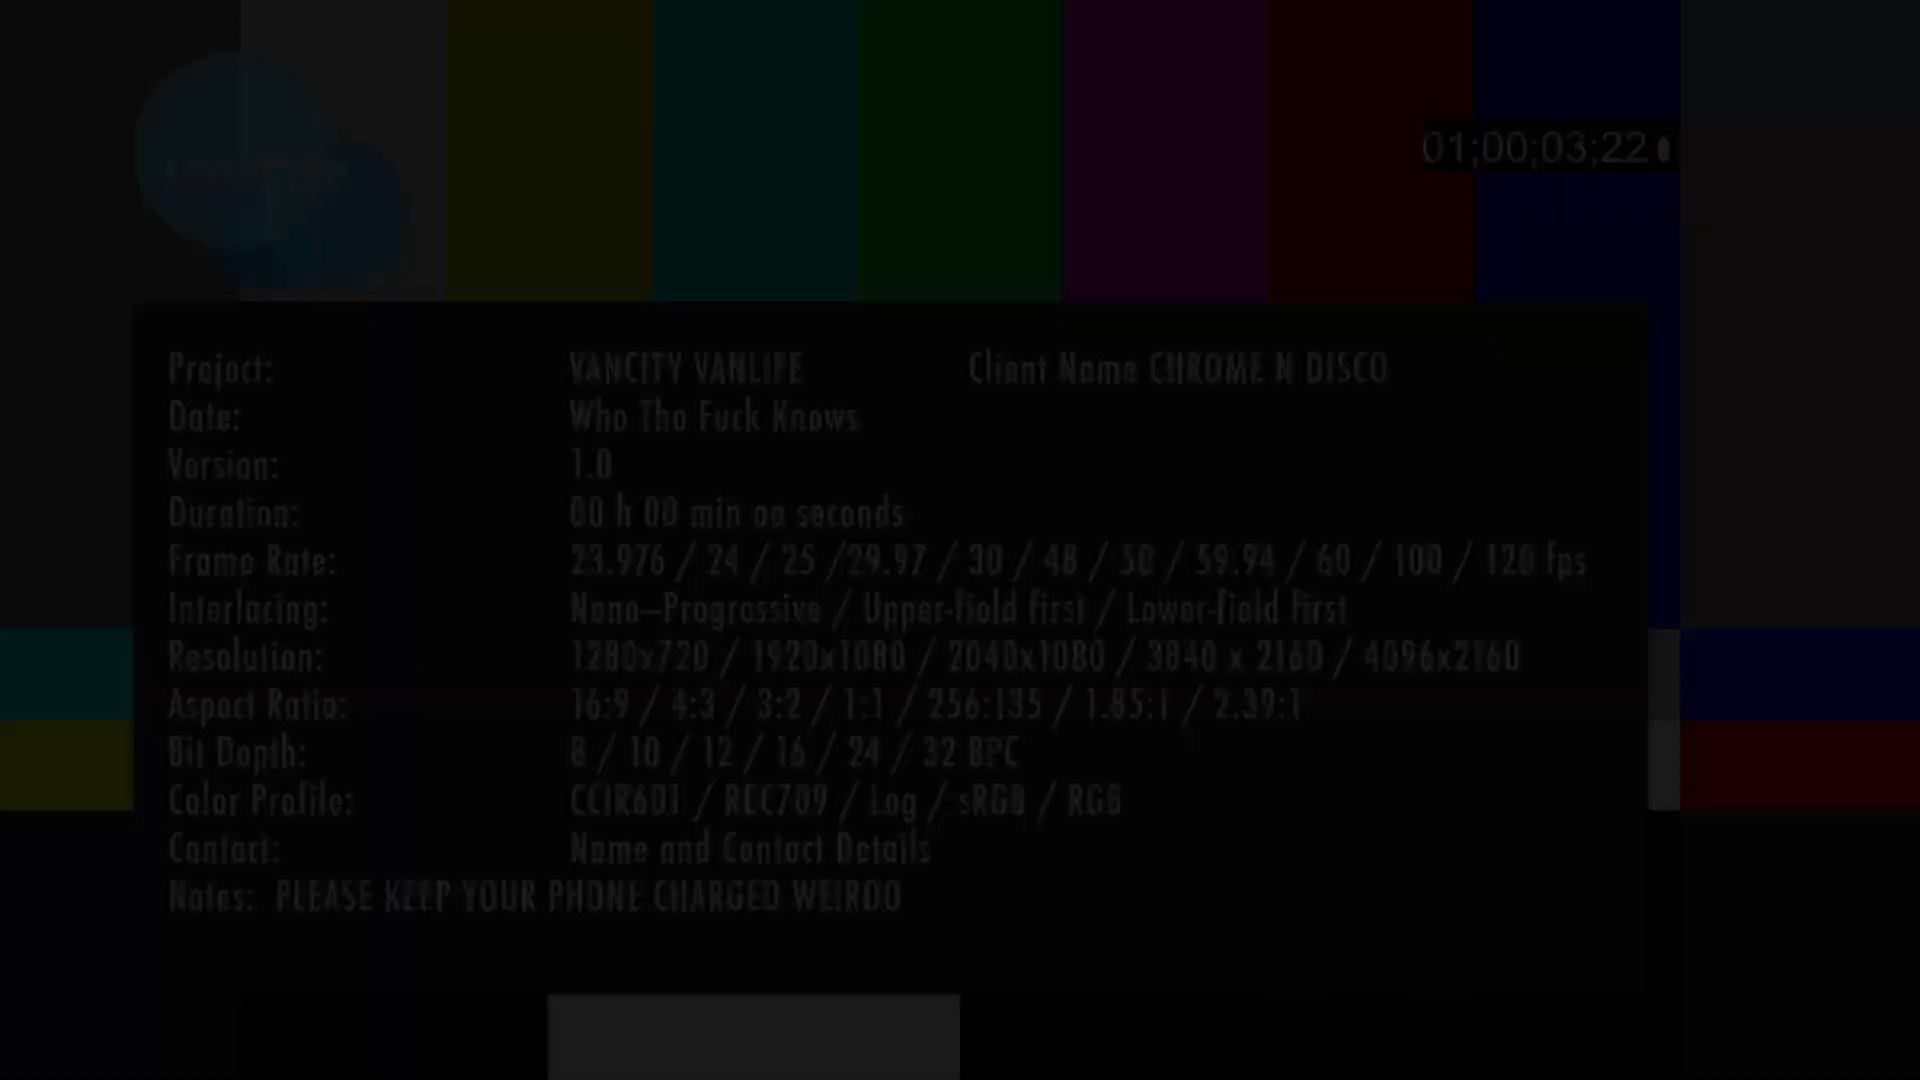 01;00;03;22
Project: VANCITY VANLIFE Client Name CHROME N DISCO
Date: Who The Fuck Knows
Version: 1.0
Duration: 00 h 00 min oo seconds
Frame Rate: 23.976 / 24 / 25 /29.97 / 30 / 48 / 50 / 59.94 / 60 / 100 / 120 fps
Interlacing: None–Progressive / Upper-field first / Lower-field first
Resolution: 1280x720 / 1920x1080 / 2040x1080 / 3840 x 2160 / 4096x2160
Aspect Ratio: 16:9 / 4:3 / 3:2 / 1:1 / 256:135 / 1.85:1 / 2.39:1
Bit Depth: 8 / 10 / 12 / 16 / 24 / 32 BPC
Color Profile: CCIR601 / REC709 / Log / sRGB / RGB
Contact: Name and Contact Details
Notes: PLEASE KEEP YOUR PHONE CHARGED WEIRDO